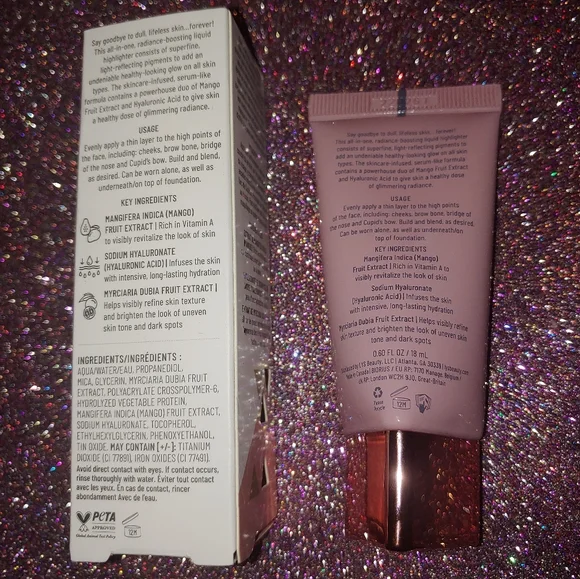 Say goodbye to dull, lifeless skin...forever!
This all-in-one, radiance-boosting liquid
highlighter consists of superfine,
light-reflecting pigments to add an
undeniable healthy-looking glow on all skin
types. The skincare-infused, serum-like
formula contains a powerhouse duo of Mango
Fruit Extract and Hyaluronic Acid to give skin
a healthy dose of glimmering radiance.
USAGE
Evenly apply a thin layer to the high points of
the face, including: cheeks, brow bone, bridge
of the nose and Cupid's bow. Build and blend,
as desired. Can be worn alone, as well as
underneath/on top of foundation.
KEY INGREDIENTS
MANGIFERA INDICA (MANGO)
FRUIT EXTRACT | Rich in Vitamin A
to visibly revitalize the look of skin
SODIUM HYALURONATE
(HYALURONIC ACID) | Infuses the skin
with intensive, long-lasting hydration
MYRCIARIA DUBIA FRUIT EXTRACT |
Helps visibly refine skin texture
and brighten the look of uneven
skin tone and dark spots
INGREDIENTS/INGRÉDIENTS :
AQUA/WATER/EAU, PROPANEDIOL,
MICA, GLYCERIN, MYRCIARIA DUBIA FRUIT
EXTRACT, POLYACRYLATE CROSSPOLYMER-6,
HYDROLYZED VEGETABLE PROTEIN,
MANGIFERA INDICA (MANGO) FRUIT EXTRACT,
SODIUM HYALURONATE, TOCOPHEROL,
ETHYLHEXYLGLYCERIN, PHENOXYETHANOL,
TIN OXIDE. MAY CONTAIN [+/-]: TITANIUM
DIOXIDE (CI 77891), IRON OXIDES (CI 77491).
Avoid direct contact with eyes. If contact occurs,
rinse thoroughly with water. Éviter tout contact
avec les yeux. En cas de contact, rincer
abondamment Avec de l'eau.
PeTA
APPROVED
Global Animal Test Policy
12M
Say goodbye to dull, lifeless skin... forever!
This all-in-one, radiance-boosting liquid highlighter
consists of superfine, light-reflecting pigments to
add an undeniable healthy-looking glow on all skin
types. The skincare-infused, serum-like formula
contains a powerhouse duo of Mango Fruit Extract
and Hyaluronic Acid to give skin a healthy dose
of glimmering radiance.
USAGE
Evenly apply a thin layer to the high points
of the face, including: cheeks, brow bone, bridge of
the nose and Cupid's bow. Build and blend, as desired.
Can be worn alone, as well as underneath/on
top of foundation.
KEY INGREDIENTS
Mangifera Indica (Mango)
Fruit Extract | Rich in Vitamin A to
visibly revitalize the look of skin
Sodium Hyaluronate
(Hyaluronic Acid) | Infuses the skin
with intensive, long-lasting hydration
Myrciaria Dubia Fruit Extract | Helps visibly refine
skin texture and brighten the look of uneven skin
tone and dark spots
0.60 FL OZ / 18 mL
LYS Beauty, LLC | Atlanta, GA 30339 |
12M